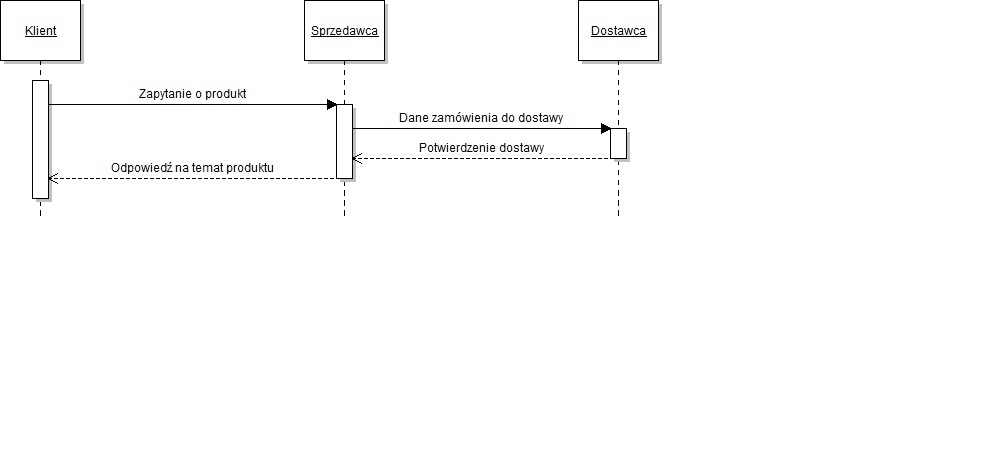 Klient
Sprzedawca
Dostawca
Zapytanie o produkt
Dane zamówienia do dostawy
Potwierdzenie dostawy
Odpowiedź na temat produktu